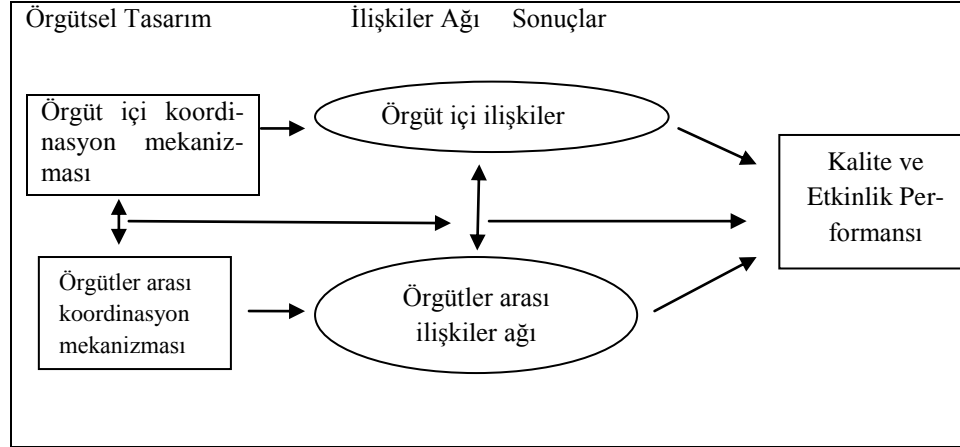 Örgütsel Tasarım İlişkiler Ağı Sonuçlar
Örgüt içi koordi-
nasyon mekaniz-
ması
Örgüt içi ilişkiler
Kalite ve
Etkinlik Per-
formansı
Örgütler arası
koordinasyon
mekanizması
Örgütler arası
ilişkiler ağı